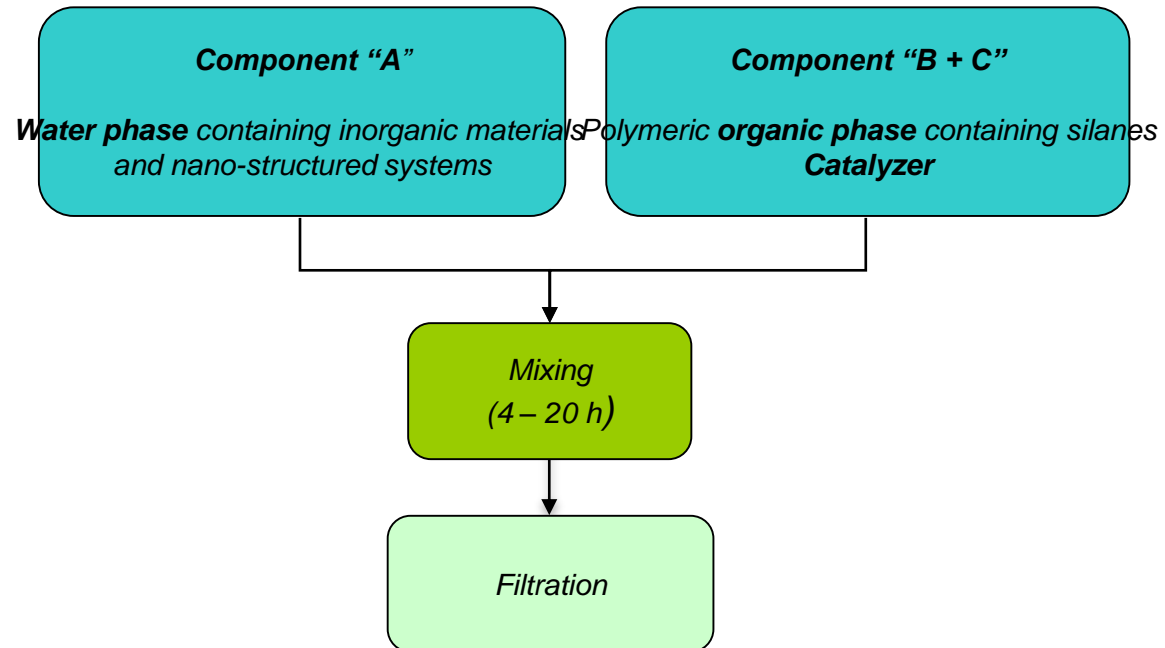 Component “A”
Water phase containing inorganic materials
and nano-structured systems
Component “B + C”
Polymeric organic phase containing silanes
Catalyzer
Mixing
(4 – 20 h)
Filtration